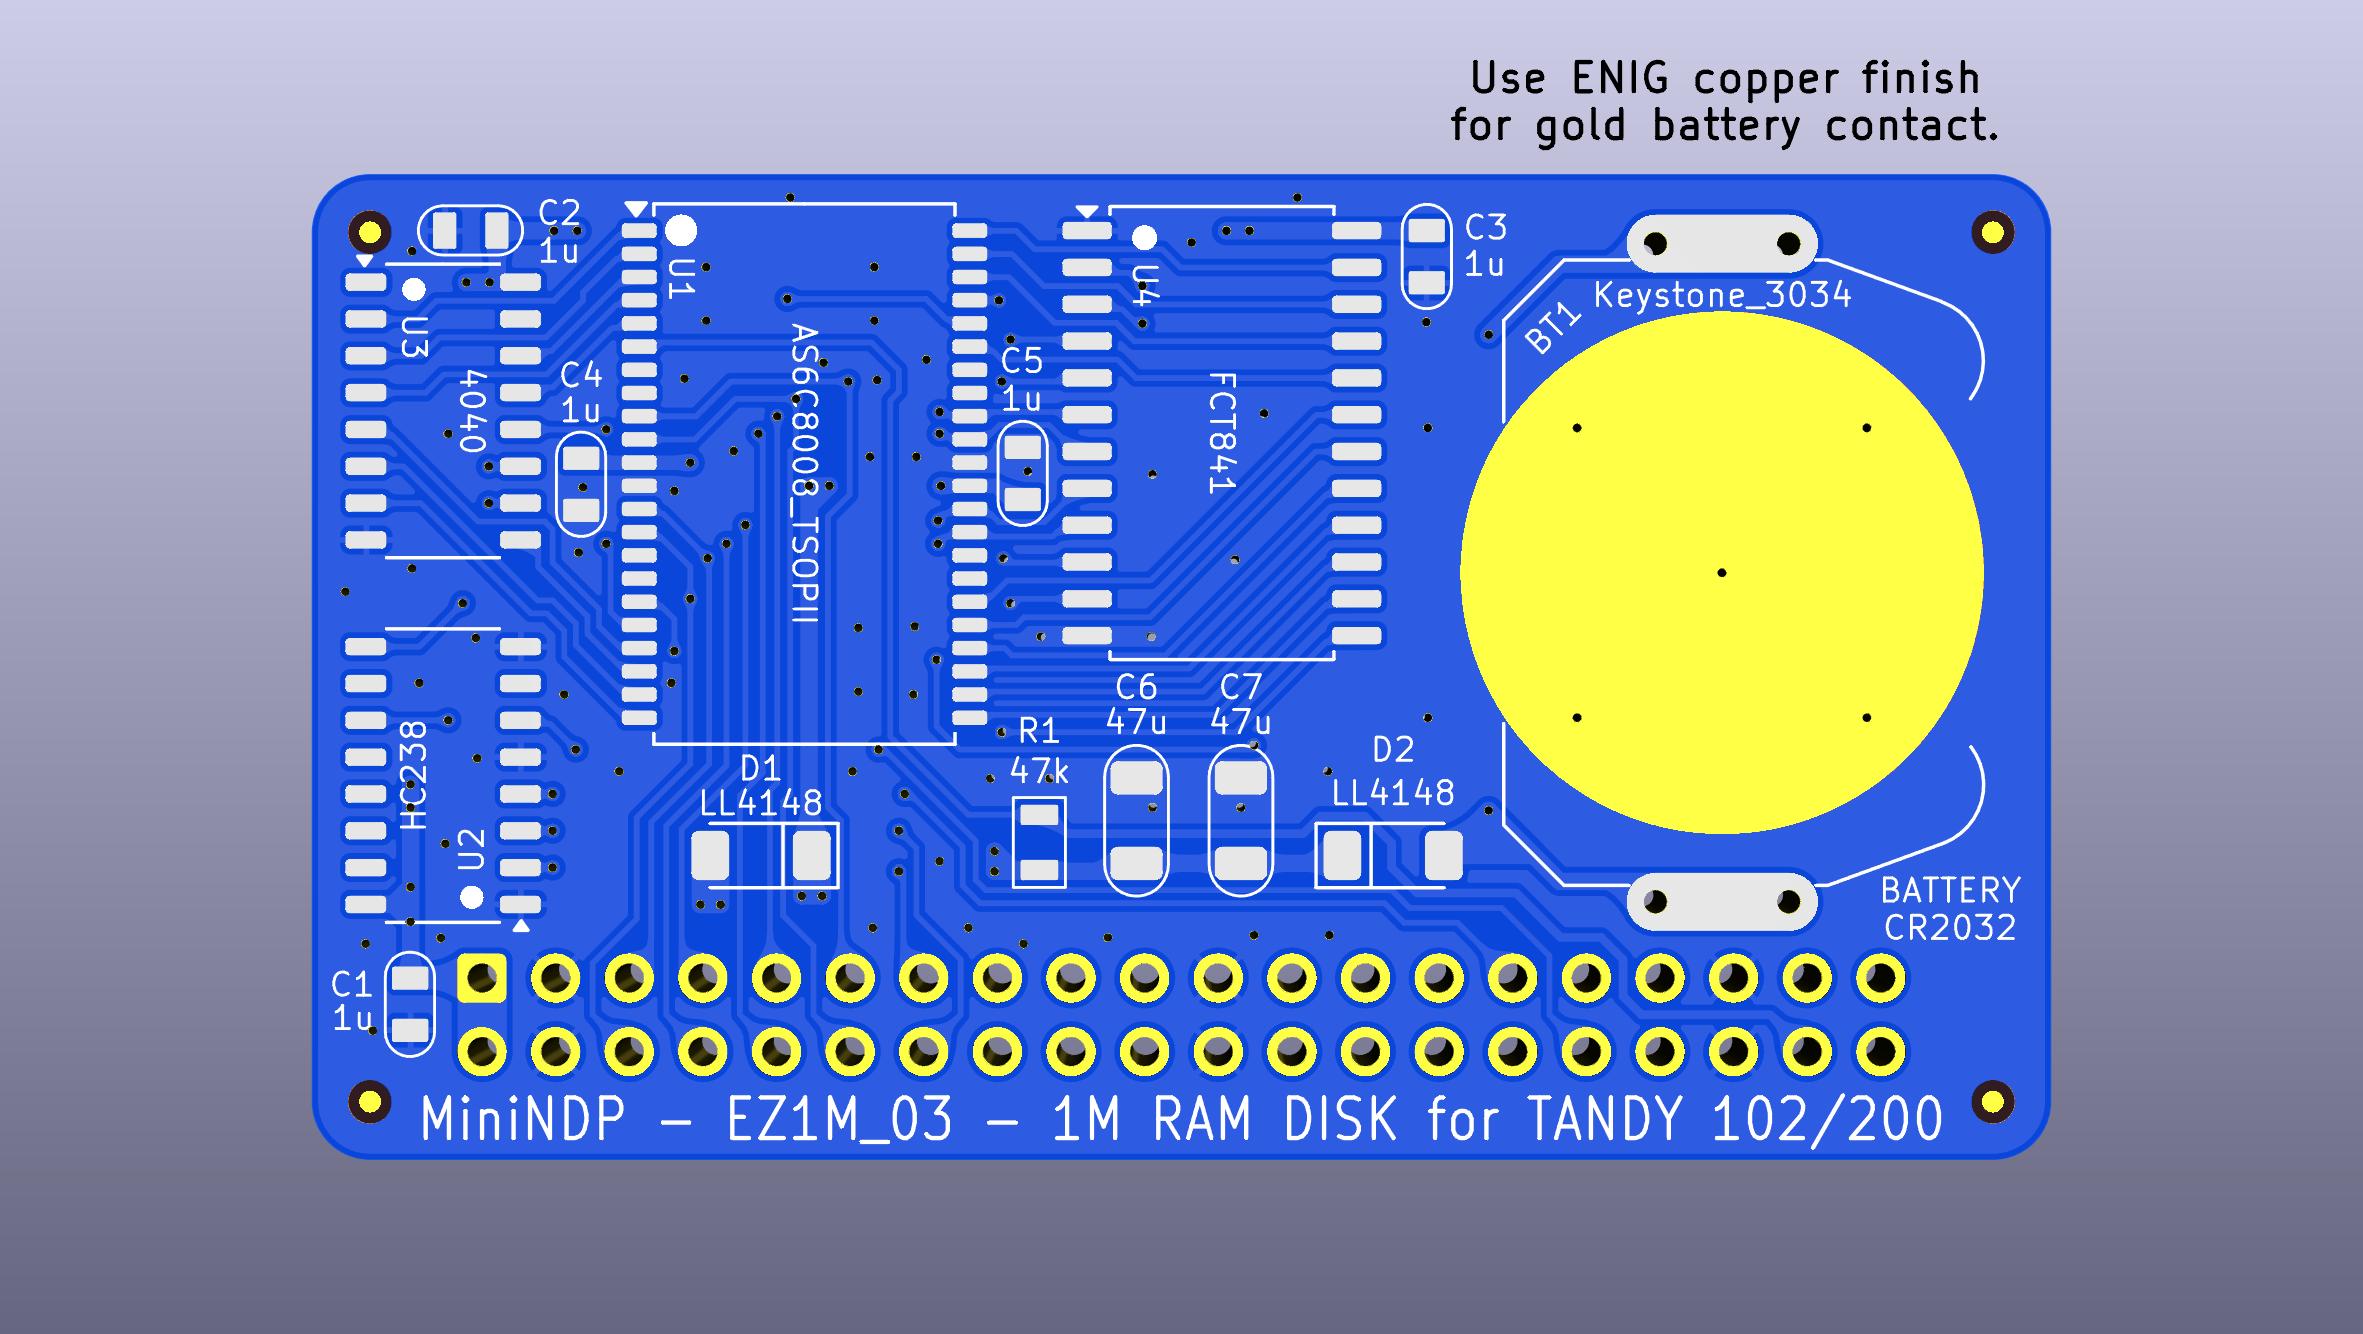 Use ENIG copper finish
for gold battery contact.
C2
1u
U1
U4
C3
1u
Keystone_3034
BT1
U3
4040
C4
1u
AS6C8008_TSOPII
C5
1u
FCT841
HC238
U2
D1
LL4148
R1
47k
C6
47u
C7
47u
D2
LL4148
BATTERY
CR2032
C1
1u
MiniNDP - EZ1M_03 - 1M RAM DISK for TANDY 102/200